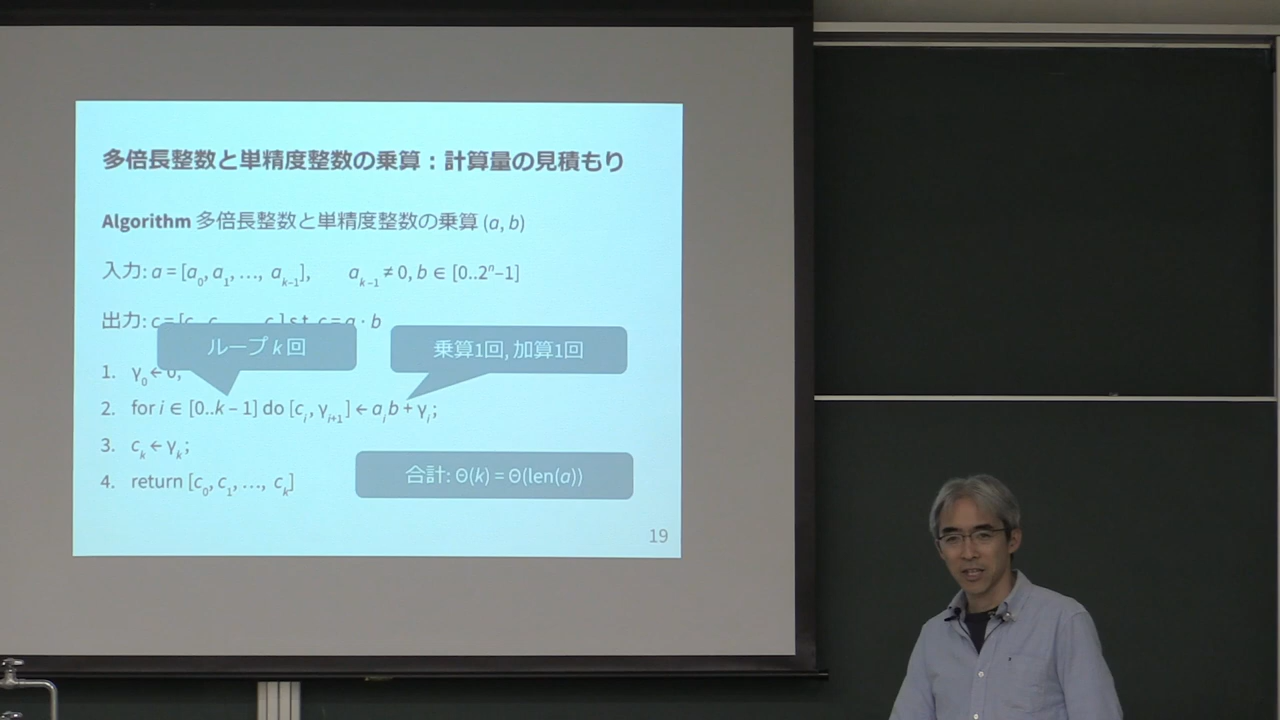 多倍長整数と単精度整数の乗算：計算量の見積もり
Algorithm 多倍長整数と単精度整数の乗算 (a, b)
入力: a = [a₀, a₁, …, aₖ₋₁], aₖ₋₁ ≠ 0, b ∈ [0..2ⁿ–1]
出力: c = [c c c ] s.t. c = a · b
ループ k 回
乗算1回, 加算1回
1. γ₀ ← 0;
2. for i ∈ [0..k – 1] do [cᵢ, γᵢ₊₁] ← aᵢb + γᵢ;
3. cₖ ← γₖ;
4. return [c₀, c₁, …, cₖ]
合計: Θ(k) = Θ(len(a))
19